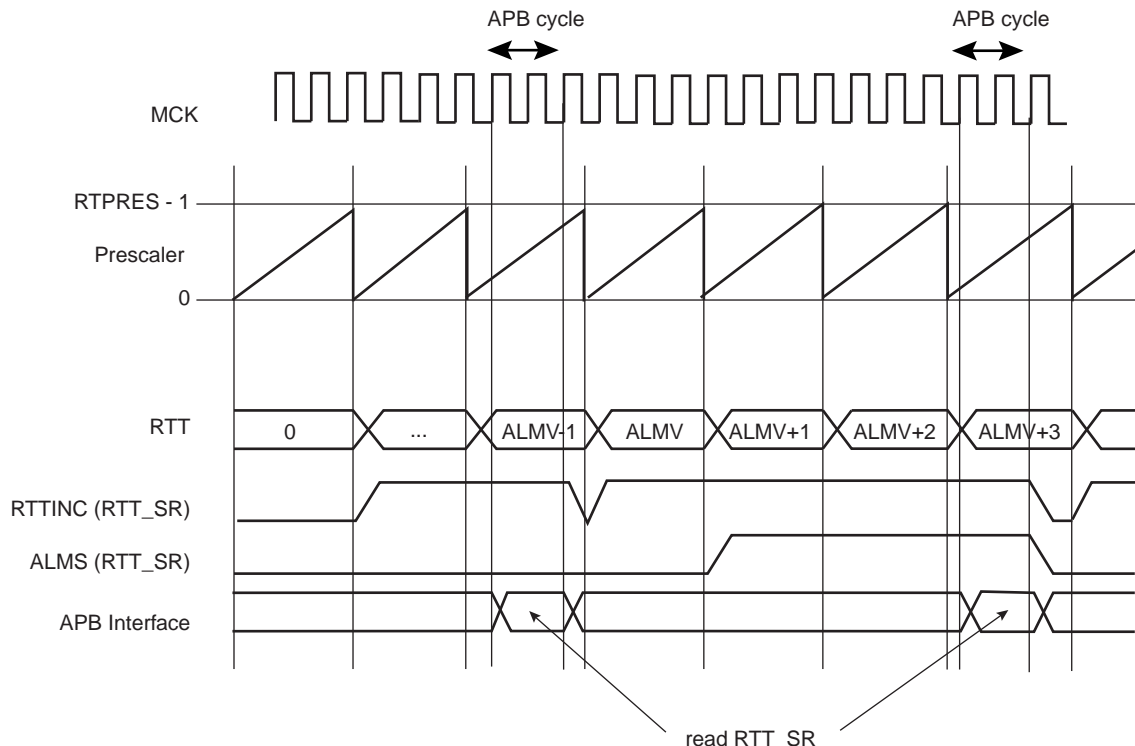 APB cycle
APB cycle
MCK
RTPRES - 1
Prescaler
0
RTT
0
...
ALMV-1
ALMV
ALMV+1
ALMV+2
ALMV+3
RTTINC (RTT_SR)
ALMS (RTT_SR)
APB Interface
read RTT_SR